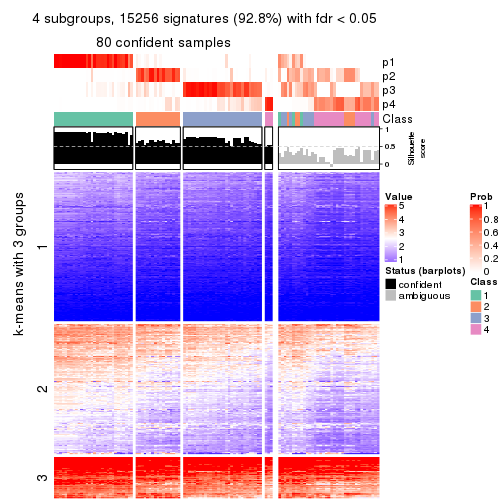 4 subgroups, 15256 signatures (92.8%) with fdr < 0.05
80 confident samples
p1
p2
p3
p4
Class
1
0.5
0
Silhouette
score
k-means with 3 groups
1
2
3
Value
5
4
3
2
1
Status (barplots)
confident
ambiguous
Prob
1
0.8
0.6
0.4
0.2
0
Class
1
2
3
4